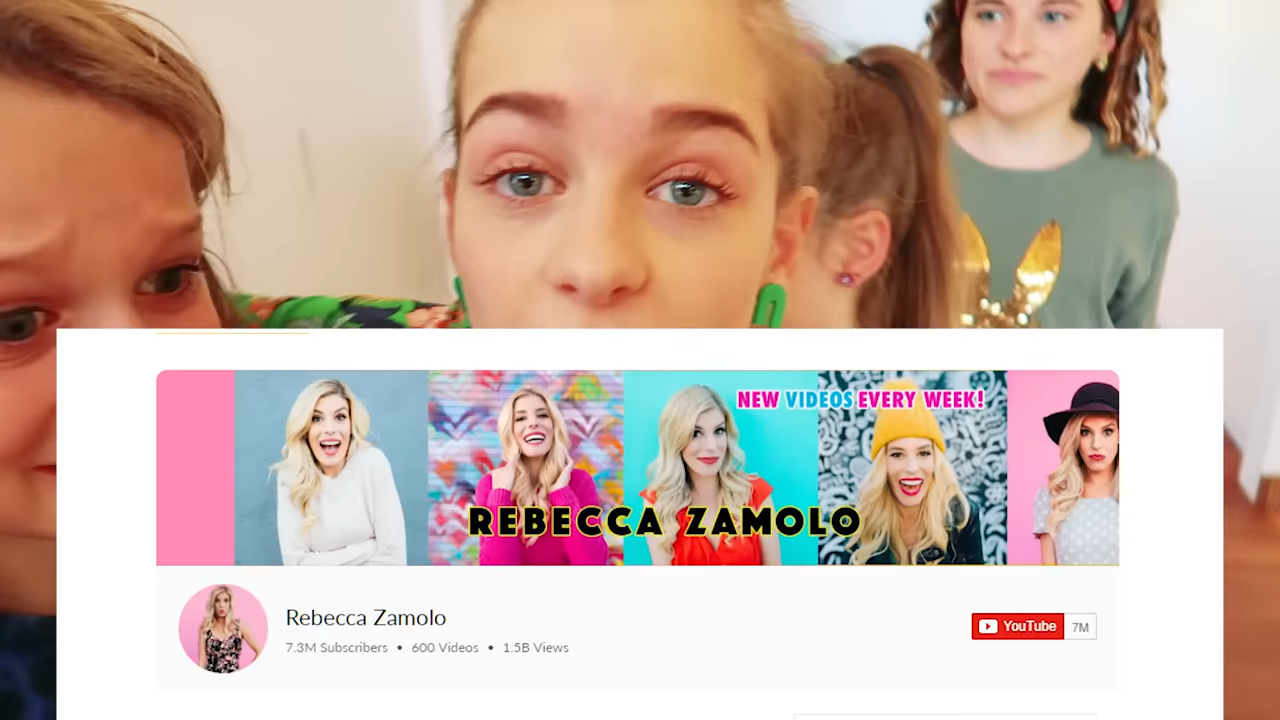 NEW VIDEOS EVERY WEEK!
REBECCA ZAMOLO
Rebecca Zamolo
7.3M Subscribers • 600 Videos • 1.5B Views
YouTube 7M